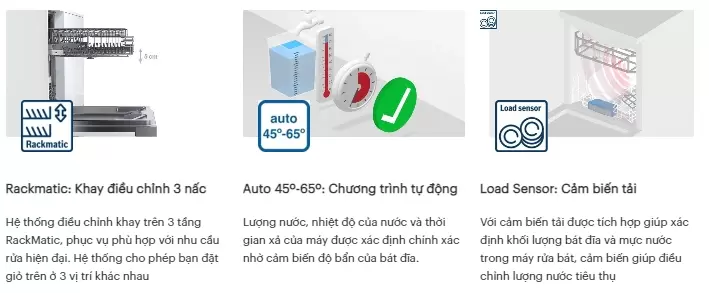 5 cm
Rackmatic
auto
45º-65º
Load sensor
Load sensor
Rackmatic: Khay điều chỉnh 3 nấc
Hệ thống điều chỉnh khay trên 3 tầng
RackMatic, phục vụ phù hợp với nhu cầu
rửa hiện đại. Hệ thống cho phép bạn đặt
giỏ trên ở 3 vị trí khác nhau
Auto 45º-65º: Chương trình tự động
Lượng nước, nhiệt độ của nước và thời
gian xả của máy được xác định chính xác
nhờ cảm biến độ bẩn của bát đĩa.
Load Sensor: Cảm biến tải
Với cảm biến tải được tích hợp giúp xác
định khối lượng bát đĩa và mực nước
trong máy rửa bát, cảm biến giúp điều
chỉnh lượng nước tiêu thụ